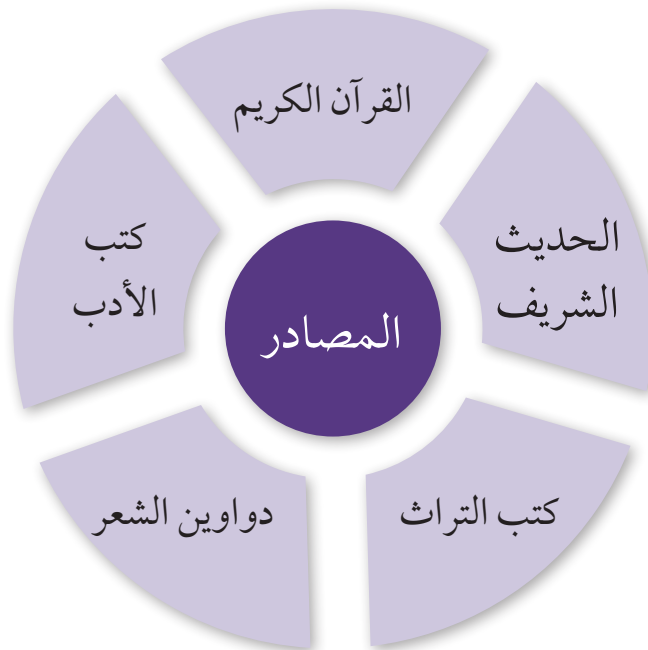 القرآن الكريم
الحديث
الشريف
كتب
الأدب
المصادر
كتب التراث
دواوين الشعر